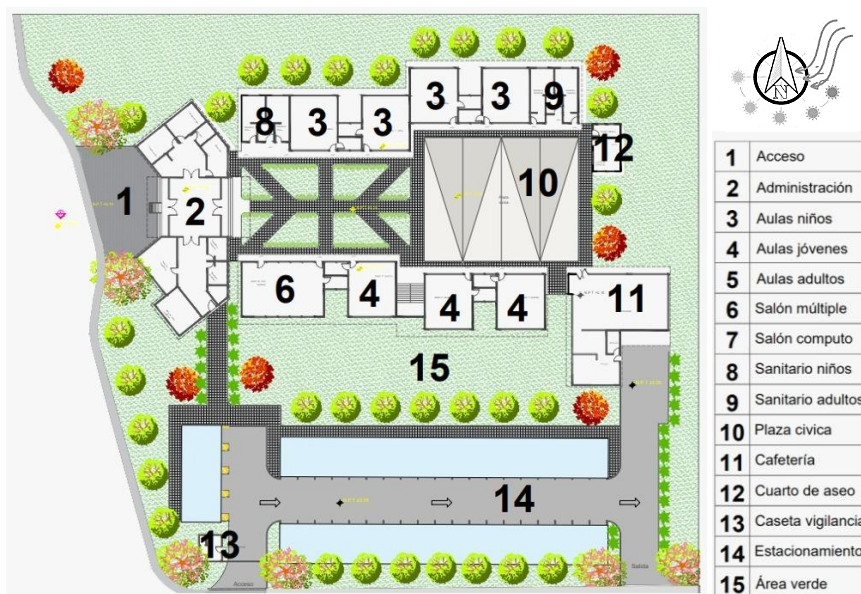 8
3
3
3
3
9
12
1
2
10
6
4
4
4
11
15
14
13
Acceso
Salida
N
1 Acceso
2 Administración
3 Aulas niños
4 Aulas jóvenes
5 Aulas adultos
6 Salón múltiple
7 Salón computo
8 Sanitario niños
9 Sanitario adultos
10 Plaza civica
11 Cafetería
12 Cuarto de aseo
13 Caseta vigilancia
14 Estacionamiento
15 Área verde